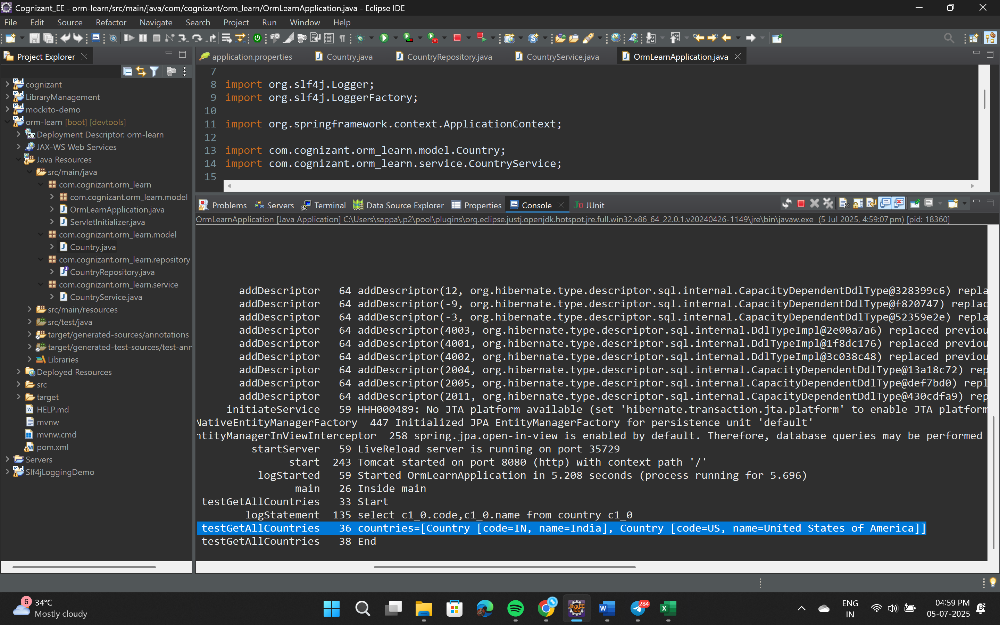 Cognizant_EE - orm-learn/src/main/java/com/cognizant/orm_learn/OrmLearnApplication.java - Eclipse IDE
File Edit Source Refactor Navigate Search Project Run Window Help
Project Explorer
cognizant
LibraryManagement
mockito-demo
orm-learn [boot] [devtools]
Deployment Descriptor: orm-learn
JAX-WS Web Services
Java Resources
src/main/java
com.cognizant.orm_learn
com.cognizant.orm_learn.model
OrmLearnApplication.java
ServletInitializer.java
com.cognizant.orm_learn.model
Country.java
com.cognizant.orm_learn.repository
CountryRepository.java
com.cognizant.orm_learn.service
CountryService.java
src/main/resources
src/test/java
target/generated-sources/annotations
target/generated-test-sources/test-anr
Libraries
Deployed Resources
src
target
HELP.md
mvnw
mvnw.cmd
pom.xml
Servers
Slf4jLoggingDemo
application.properties Country.java CountryRepository.java CountryService.java OrmLearnApplication.java
7
8 import org.slf4j.Logger;
9 import org.slf4j.LoggerFactory;
10
11 import org.springframework.context.ApplicationContext;
12
13 import com.cognizant.orm_learn.model.Country;
14 import com.cognizant.orm_learn.service.CountryService;
15
Problems Servers Terminal Data Source Explorer Properties Console JUnit
OrmLearnApplication [Java Application] C:\Users\sappa\.p2\pool\plugins\org.eclipse.justj.openjdk.hotspot.jre.full.win32.x86_64_22.0.1.v20240426-1149\jre\bin\javaw.exe (5 Jul 2025, 4:59:07 pm) [pid: 18360]
addDescriptor 64 addDescriptor(12, org.hibernate.type.descriptor.sql.internal.CapacityDependentDdlType@328399c6) repla
addDescriptor 64 addDescriptor(-9, org.hibernate.type.descriptor.sql.internal.CapacityDependentDdlType@f820747) replac
addDescriptor 64 addDescriptor(-3, org.hibernate.type.descriptor.sql.internal.CapacityDependentDdlType@52359e2e) repla
addDescriptor 64 addDescriptor(4003, org.hibernate.type.descriptor.sql.internal.DdlTypeImpl@2e00a7a6) replaced previou
addDescriptor 64 addDescriptor(4001, org.hibernate.type.descriptor.sql.internal.DdlTypeImpl@1f8dc176) replaced previou
addDescriptor 64 addDescriptor(4002, org.hibernate.type.descriptor.sql.internal.DdlTypeImpl@3c038c48) replaced previou
addDescriptor 64 addDescriptor(2004, org.hibernate.type.descriptor.sql.internal.CapacityDependentDdlType@13a18c72) rep
addDescriptor 64 addDescriptor(2005, org.hibernate.type.descriptor.sql.internal.CapacityDependentDdlType@def7bd0) repl
addDescriptor 64 addDescriptor(2011, org.hibernate.type.descriptor.sql.internal.CapacityDependentDdlType@430cdfa9) rep
initiateService 59 HHH000489: No JTA platform available (set 'hibernate.transaction.jta.platform' to enable JTA platform
NativeEntityManagerFactory 447 Initialized JPA EntityManagerFactory for persistence unit 'default'
ntityManagerInViewInterceptor 258 spring.jpa.open-in-view is enabled by default. Therefore, database queries may be performed
startServer 59 LiveReload server is running on port 35729
start 243 Tomcat started on port 8080 (http) with context path '/'
logStarted 59 Started OrmLearnApplication in 5.208 seconds (process running for 5.696)
main 26 Inside main
testGetAllCountries 33 Start
logStatement 135 select c1_0.code,c1_0.name from country c1_0
testGetAllCountries 36 countries=[Country [code=IN, name=India], Country [code=US, name=United States of America]]
testGetAllCountries 38 End
6
34°C
Mostly cloudy
Java EE
IDE
284
ENG
IN
04:59 PM
05-07-2025